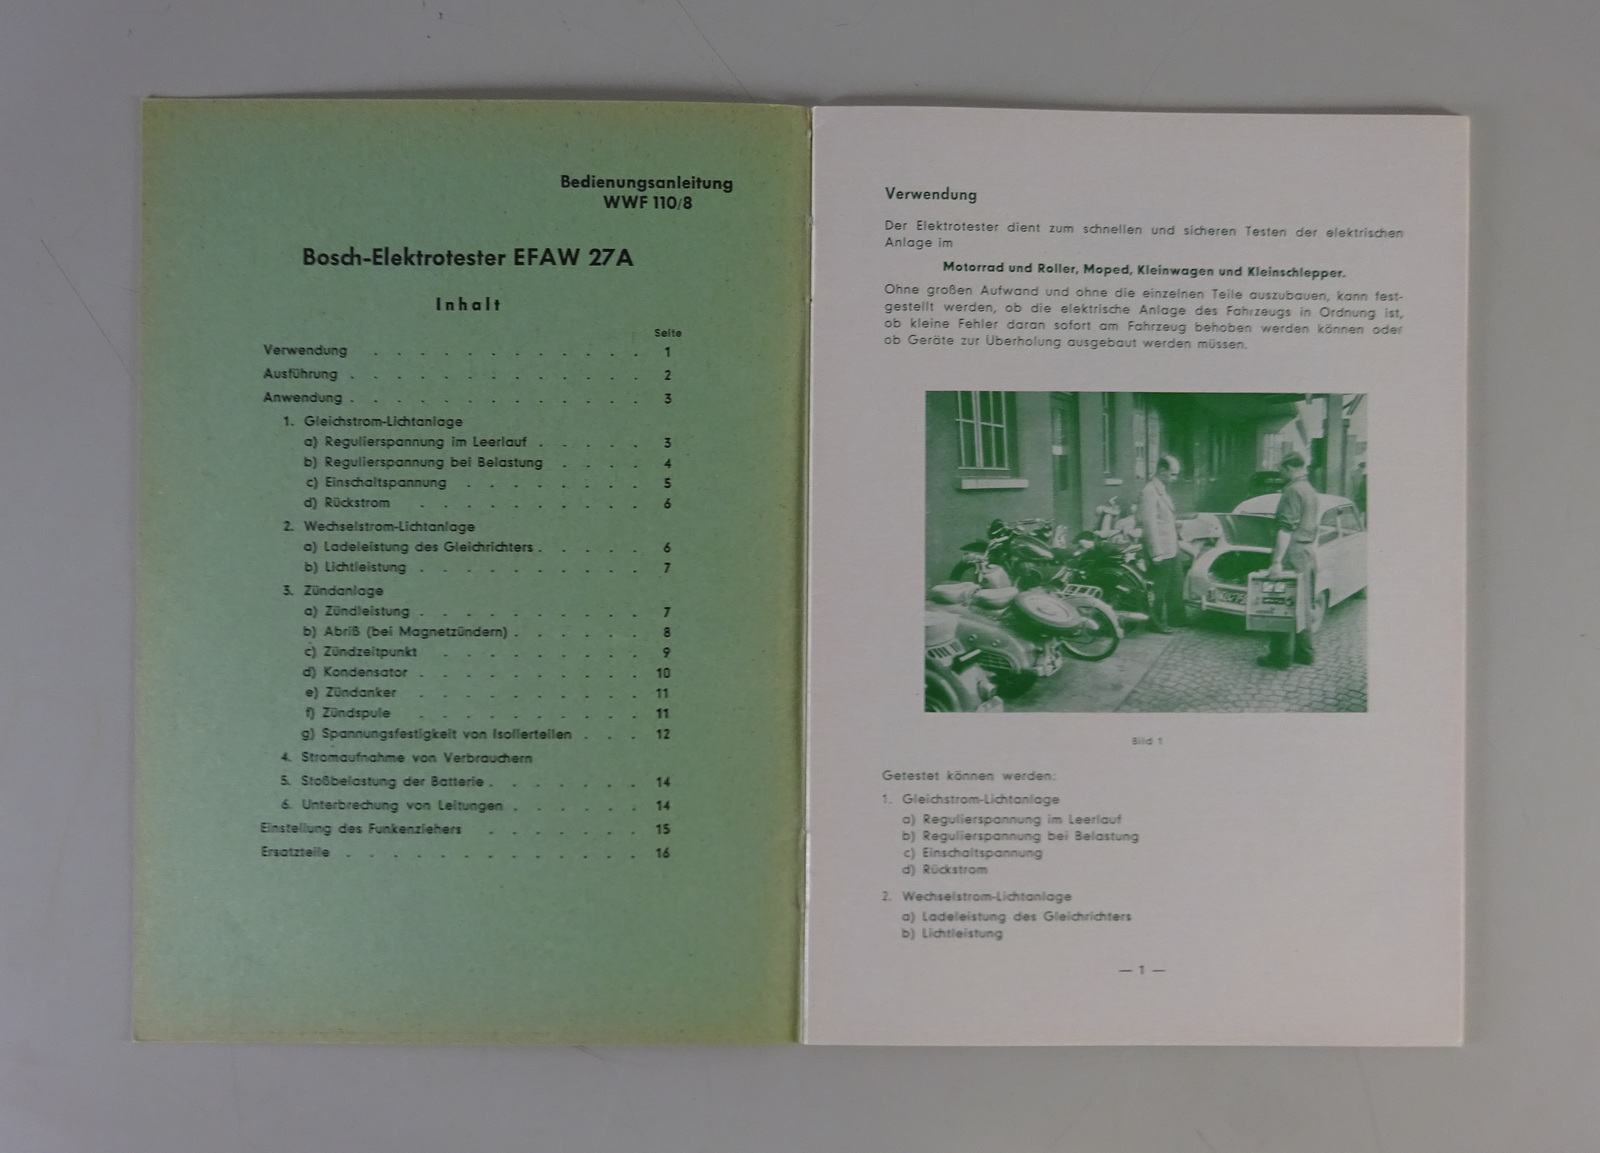 Bedienungsanleitung
WWF 110/8
Bosch-Elektrotester EFAW 27A
Inhalt
Seite
Verwendung . . . . . . . . . . . . . 1
Ausführung . . . . . . . . . . . . . 2
Anwendung . . . . . . . . . . . . . 3
1. Gleichstrom-Lichtanlage
a) Regulierspannung im Leerlauf . . . . . 3
b) Regulierspannung bei Belastung . . . . 4
c) Einschaltspannung . . . . . . . . 5
d) Rückstrom . . . . . . . . . . 6
2. Wechselstrom-Lichtanlage
a) Ladeleistung des Gleichrichters . . . . . 6
b) Lichtleistung . . . . . . . . . . 7
3. Zündanlage
a) Zündleistung . . . . . . . . . . 7
b) Abriß (bei Magnetzündern) . . . . . . 8
c) Zündzeitpunkt . . . . . . . . . 9
d) Kondensator . . . . . . . . . . 10
e) Zündanker . . . . . . . . . . 11
f) Zündspule . . . . . . . . . . 11
g) Spannungsfestigkeit von Isolierteilen . . . 12
4. Stromaufnahme von Verbrauchern
5. Stoßbelastung der Batterie . . . . . . . 14
6. Unterbrechung von Leitungen . . . . . . 14
Einstellung des Funkenziehers . . . . . . . 15
Ersatzteile . . . . . . . . . . . . . 16
Verwendung
Der Elektrotester dient zum schnellen und sicheren Testen der elektrischen
Anlage im
Motorrad und Roller, Moped, Kleinwagen und Kleinschlepper.
Ohne großen Aufwand und ohne die einzelnen Teile auszubauen, kann fest-
gestellt werden, ob die elektrische Anlage des Fahrzeugs in Ordnung ist,
ob kleine Fehler daran sofort am Fahrzeug behoben werden können oder
ob Geräte zur Überholung ausgebaut werden müssen.
Bild 1
Getestet können werden:
1. Gleichstrom-Lichtanlage
a) Regulierspannung im Leerlauf
b) Regulierspannung bei Belastung
c) Einschaltspannung
d) Rückstrom
2. Wechselstrom-Lichtanlage
a) Ladeleistung des Gleichrichters
b) Lichtleistung
— 1 —